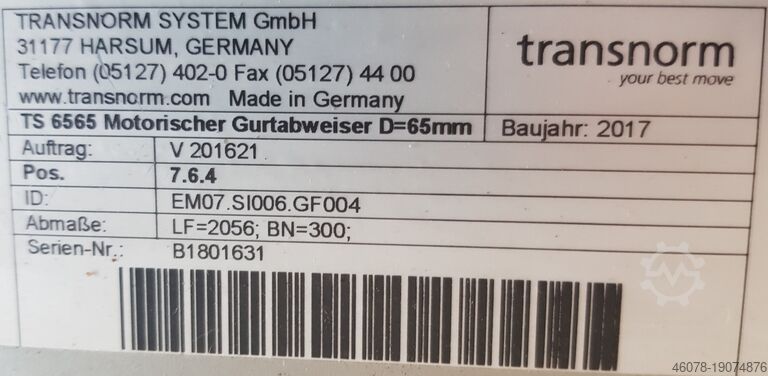 TRANSNORM SYSTEM GmbH
31177 HARSUM, GERMANY
Telefon (05127) 402-0 Fax (05127) 44 00
www.transnorm.com Made in Germany
transnorm
your best move
TS 6565 Motorischer Gurtabweiser D=65mm
Baujahr: 2017
Auftrag: V 201621
Pos. 7.6.4
ID: EM07.SI006.GF004
Abmaße: LF=2056; BN=300;
Serien-Nr.: B1801631
46078-19074876